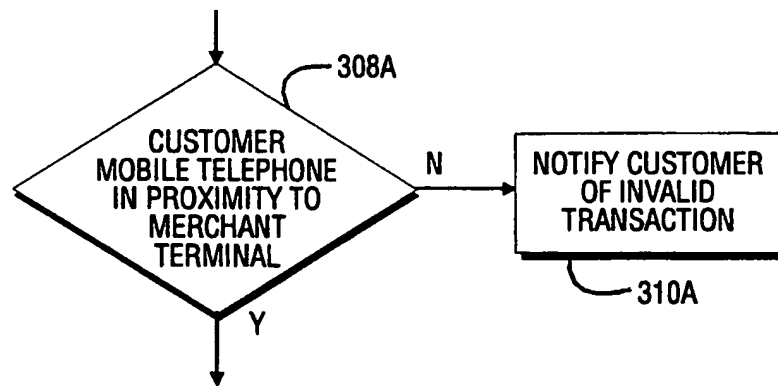 308A
CUSTOMER
MOBILE TELEPHONE
IN PROXIMITY TO
MERCHANT
TERMINAL
N
NOTIFY CUSTOMER
OF INVALID
TRANSACTION
310A
Y